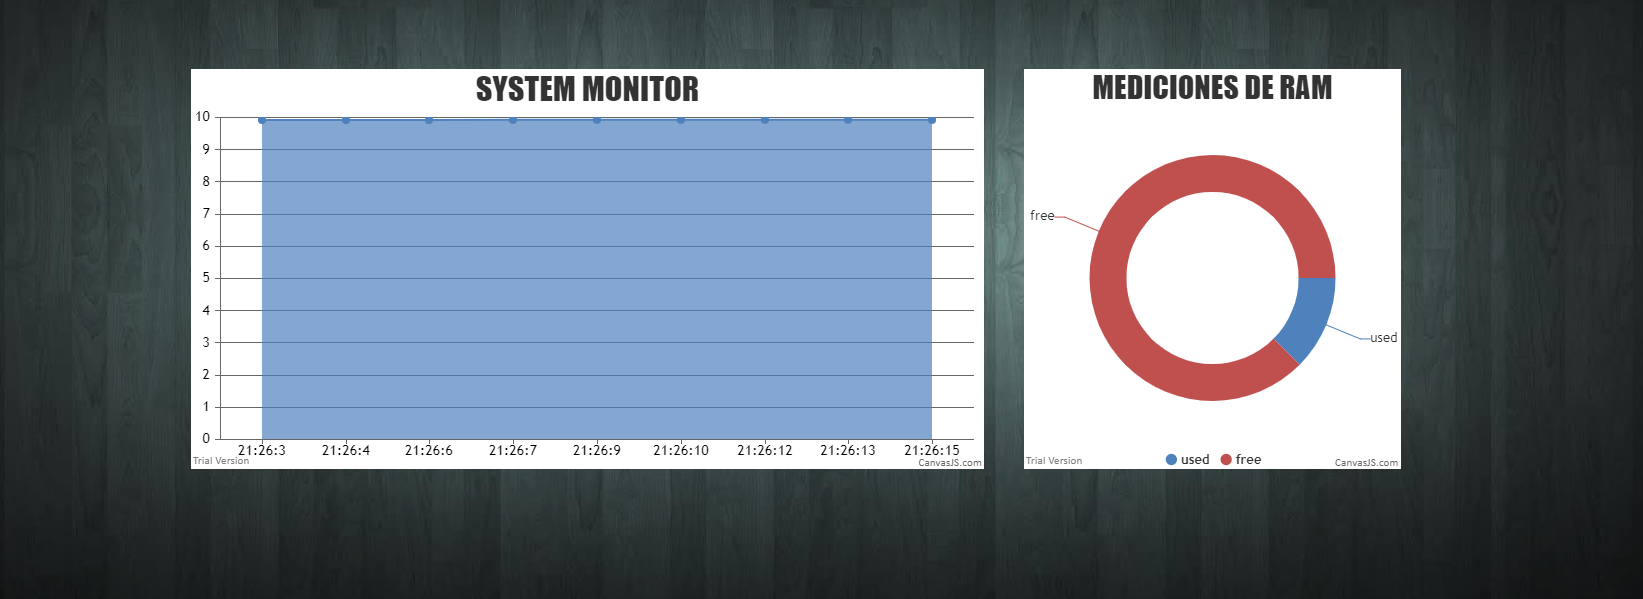 SYSTEM MONITOR
10
9
8
7
6
5
4
3
2
1
0
21:26:3 21:26:4 21:26:6 21:26:7 21:26:9 21:26:10 21:26:12 21:26:13 21:26:15
Trial Version CanvasJS.com
MEDICIONES DE RAM
free
used
used free
Trial Version CanvasJS.com